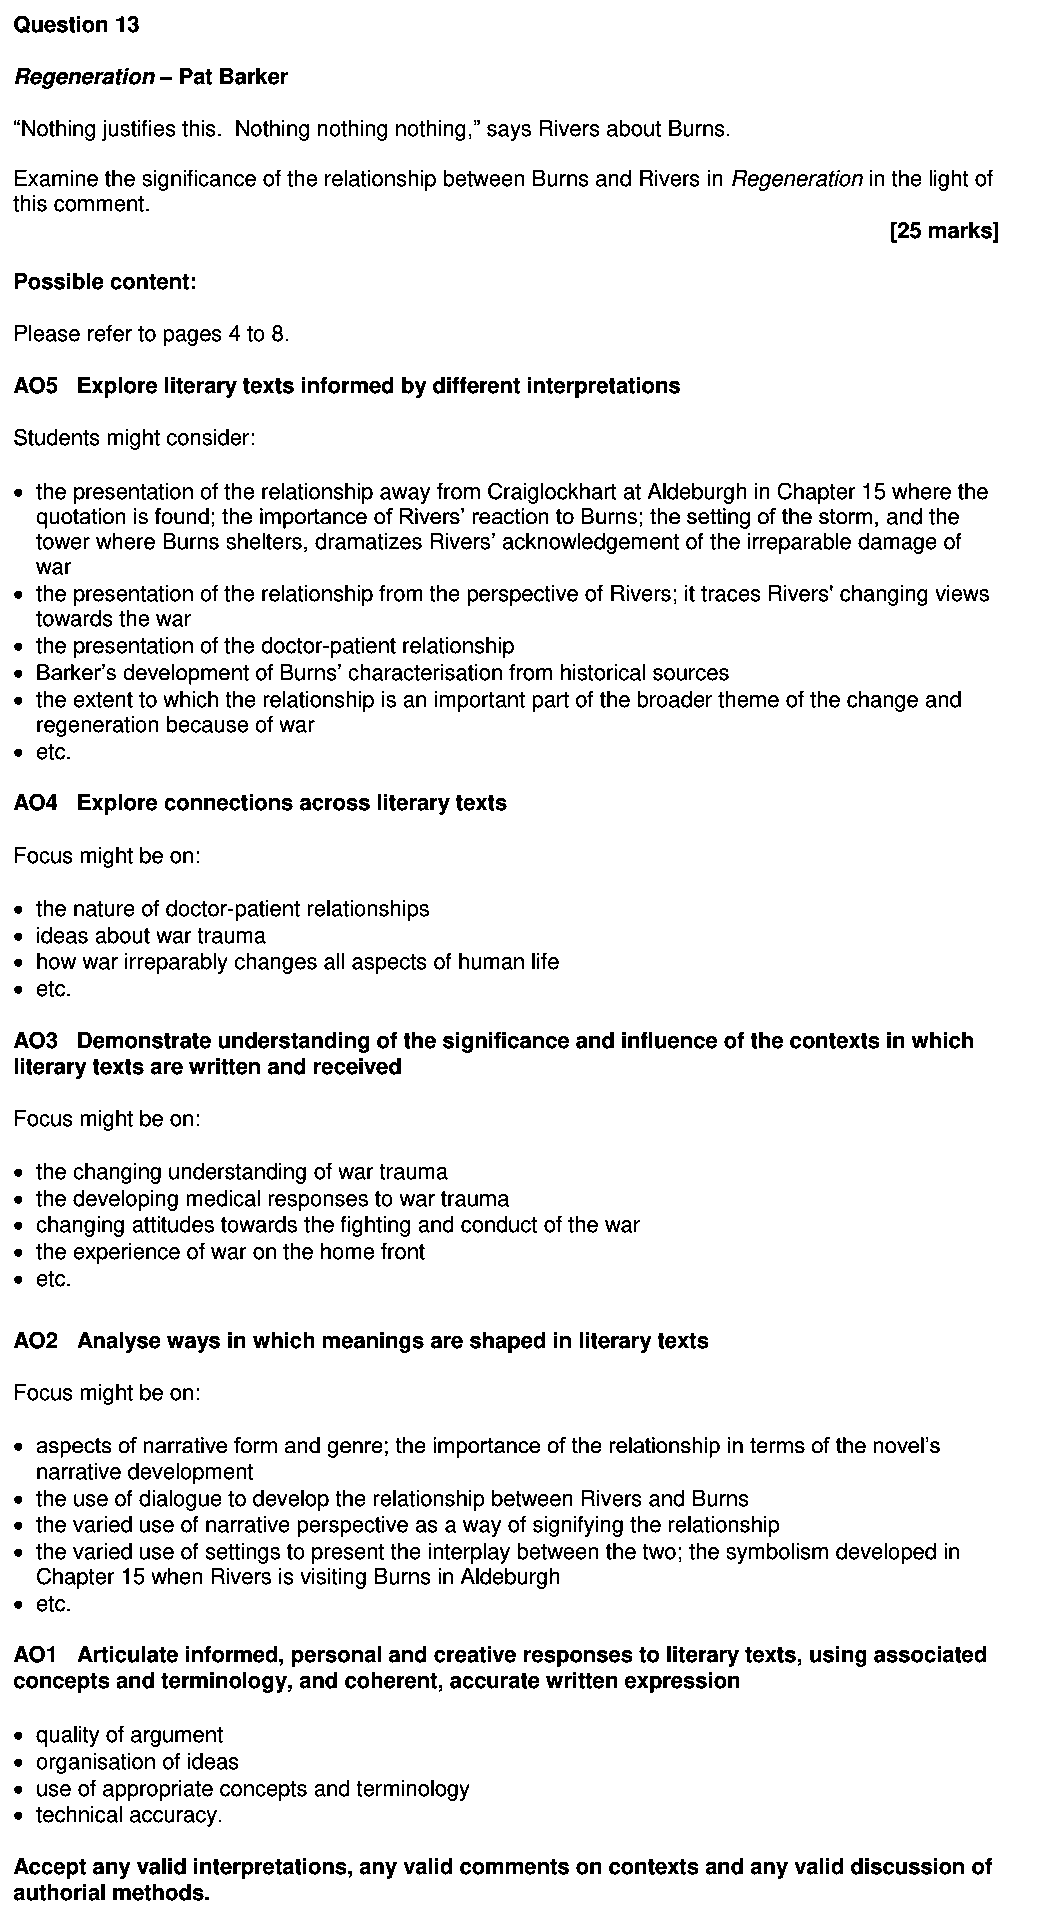 Question 13
Regeneration – Pat Barker
“Nothing justifies this.  Nothing nothing nothing,” says Rivers about Burns.
Examine the significance of the relationship between Burns and Rivers in Regeneration in the light of
this comment.
[25 marks]
Possible content:
Please refer to pages 4 to 8.
AO5   Explore literary texts informed by different interpretations
Students might consider:
• the presentation of the relationship away from Craiglockhart at Aldeburgh in Chapter 15 where the
quotation is found; the importance of Rivers’ reaction to Burns; the setting of the storm, and the
tower where Burns shelters, dramatizes Rivers’ acknowledgement of the irreparable damage of
war
• the presentation of the relationship from the perspective of Rivers; it traces Rivers’ changing views
towards the war
• the presentation of the doctor-patient relationship
• Barker’s development of Burns’ characterisation from historical sources
• the extent to which the relationship is an important part of the broader theme of the change and
regeneration because of war
• etc.
AO4   Explore connections across literary texts
Focus might be on:
• the nature of doctor-patient relationships
• ideas about war trauma
• how war irreparably changes all aspects of human life
• etc.
AO3   Demonstrate understanding of the significance and influence of the contexts in which
literary texts are written and received
Focus might be on:
• the changing understanding of war trauma
• the developing medical responses to war trauma
• changing attitudes towards the fighting and conduct of the war
• the experience of war on the home front
• etc.
AO2   Analyse ways in which meanings are shaped in literary texts
Focus might be on:
• aspects of narrative form and genre; the importance of the relationship in terms of the novel’s
narrative development
• the use of dialogue to develop the relationship between Rivers and Burns
• the varied use of narrative perspective as a way of signifying the relationship
• the varied use of settings to present the interplay between the two; the symbolism developed in
Chapter 15 when Rivers is visiting Burns in Aldeburgh
• etc.
AO1   Articulate informed, personal and creative responses to literary texts, using associated
concepts and terminology, and coherent, accurate written expression
• quality of argument
• organisation of ideas
• use of appropriate concepts and terminology
• technical accuracy.
Accept any valid interpretations, any valid comments on contexts and any valid discussion of
authorial methods.